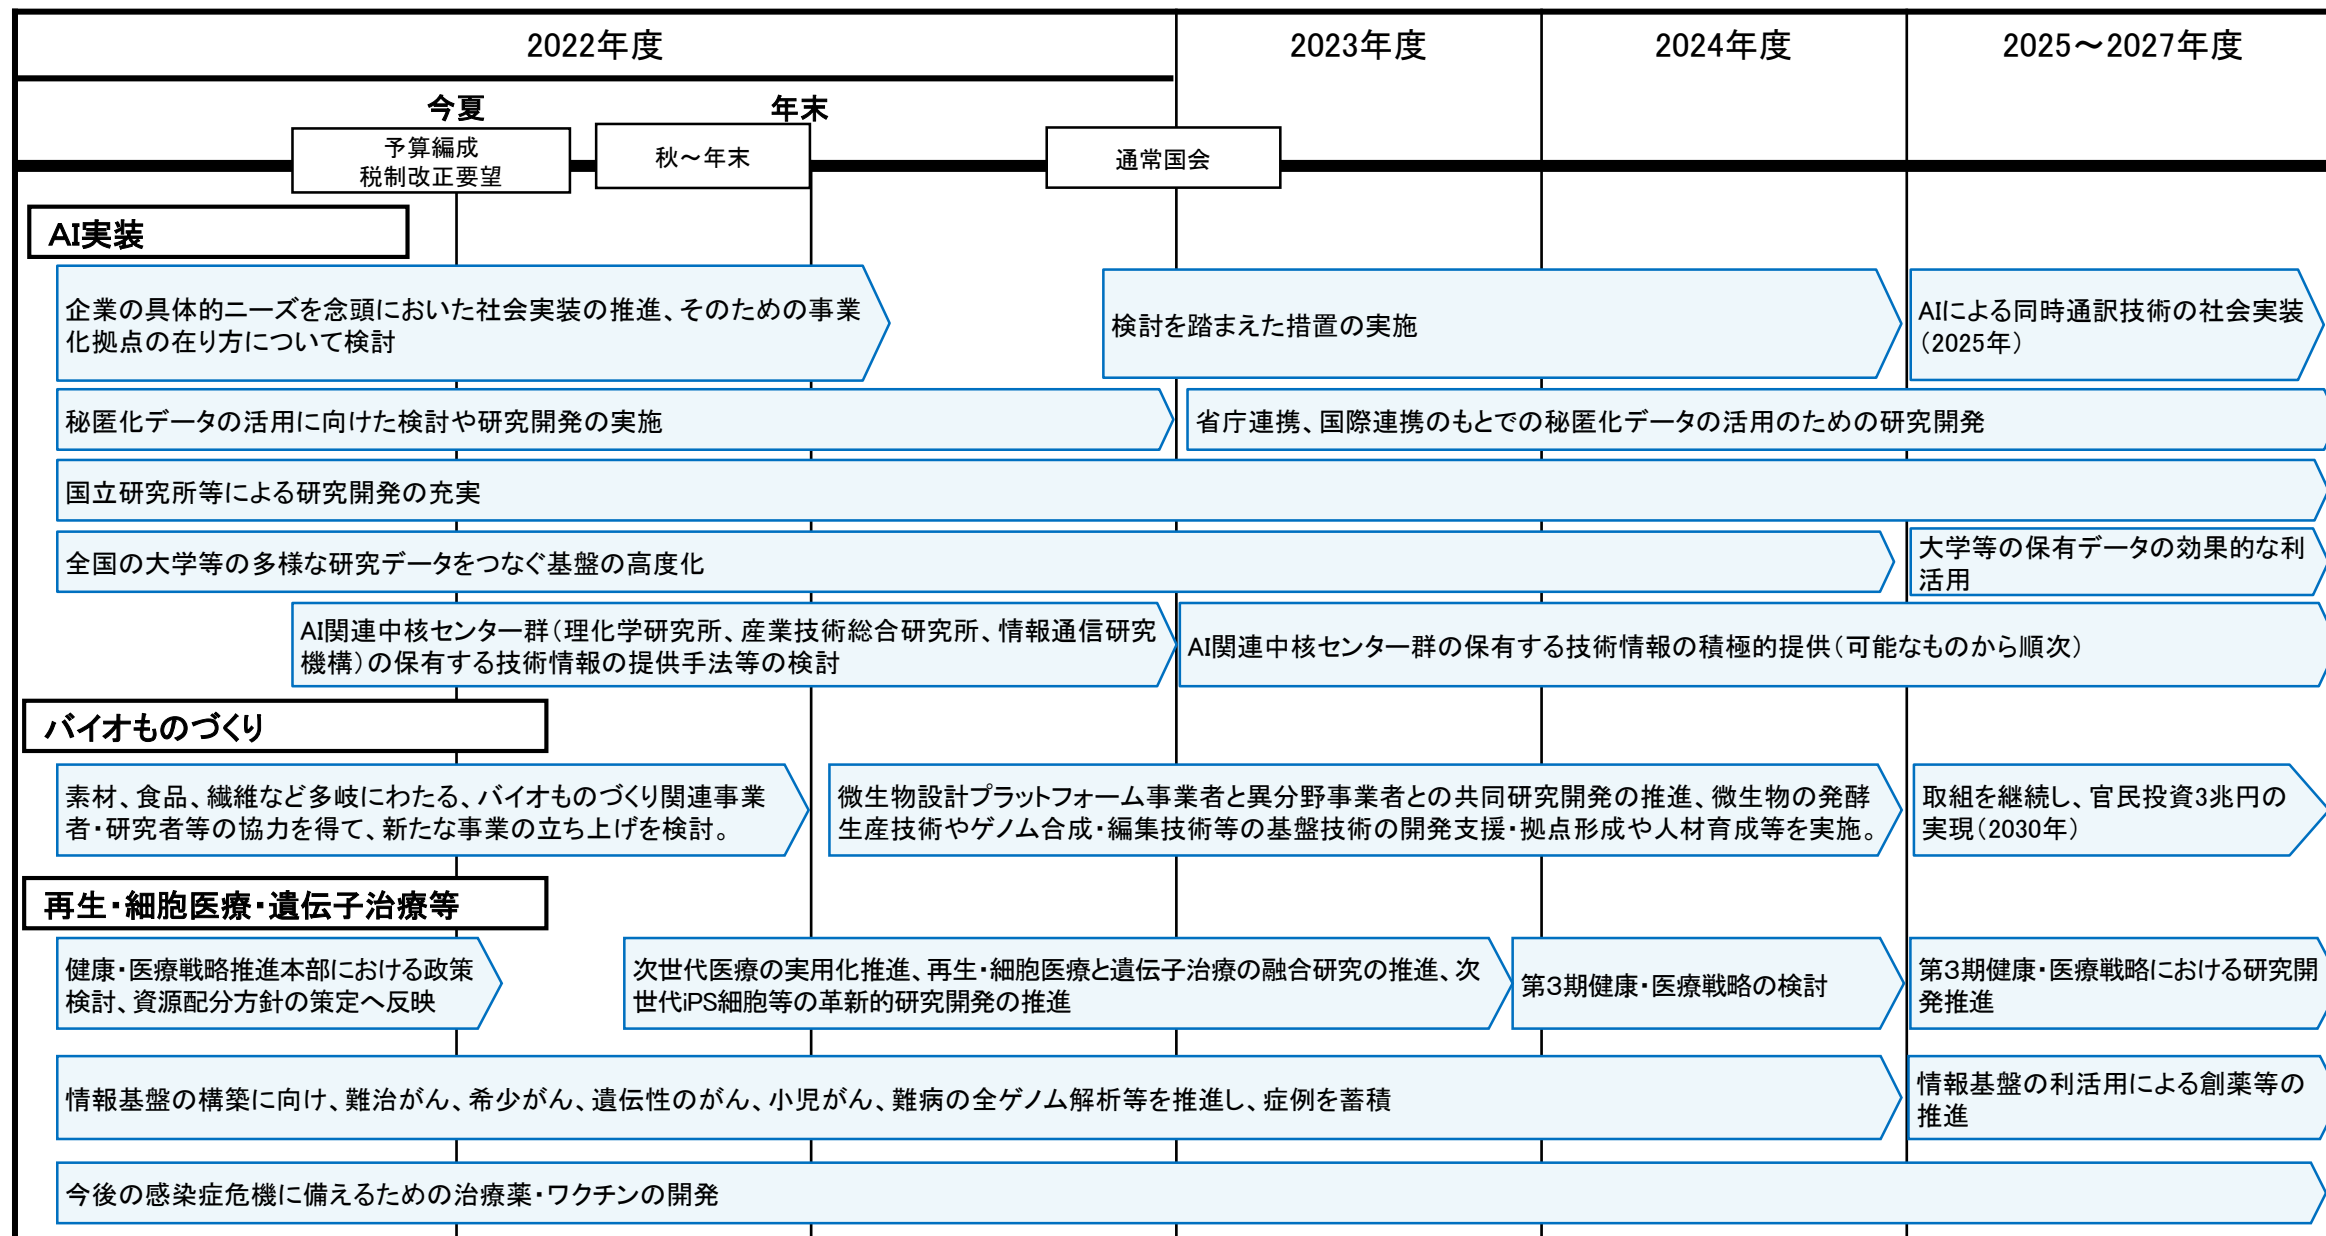 2022年度
2023年度
2024年度
2025～2027年度
今夏
年末
予算編成
税制改正要望
秋～年末
通常国会
AI実装
企業の具体的ニーズを念頭においた社会実装の推進、そのための事業
化拠点の在り方について検討
検討を踏まえた措置の実施
AIによる同時通訳技術の社会実装
（2025年）
秘匿化データの活用に向けた検討や研究開発の実施
省庁連携、国際連携のもとでの秘匿化データの活用のための研究開発
国立研究所等による研究開発の充実
全国の大学等の多様な研究データをつなぐ基盤の高度化
大学等の保有データの効果的な利
活用
AI関連中核センター群（理化学研究所、産業技術総合研究所、情報通信研究
機構）の保有する技術情報の提供手法等の検討
AI関連中核センター群の保有する技術情報の積極的提供（可能なものから順次）
バイオものづくり
素材、食品、繊維など多岐にわたる、バイオものづくり関連事業
者・研究者等の協力を得て、新たな事業の立ち上げを検討。
微生物設計プラットフォーム事業者と異分野事業者との共同研究開発の推進、微生物の発酵
生産技術やゲノム合成・編集技術等の基盤技術の開発支援・拠点形成や人材育成等を実施。
取組を継続し、官民投資3兆円の
実現（2030年）
再生・細胞医療・遺伝子治療等
健康・医療戦略推進本部における政策
検討、資源配分方針の策定へ反映
次世代医療の実用化推進、再生・細胞医療と遺伝子治療の融合研究の推進、次
世代iPS細胞等の革新的研究開発の推進
第３期健康・医療戦略の検討
第３期健康・医療戦略における研究開
発推進
情報基盤の構築に向け、難治がん、希少がん、遺伝性のがん、小児がん、難病の全ゲノム解析等を推進し、症例を蓄積
情報基盤の利活用による創薬等の
推進
今後の感染症危機に備えるための治療薬・ワクチンの開発